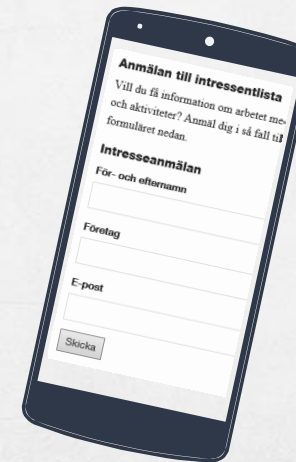 Anmälan till intressentlista
Vill du få information om arbetet me
och aktiviteter? Anmäl dig i så fall til
formuläret nedan.
Intresseanmälan
För- och efternamn
Företag
E-post
Skicka